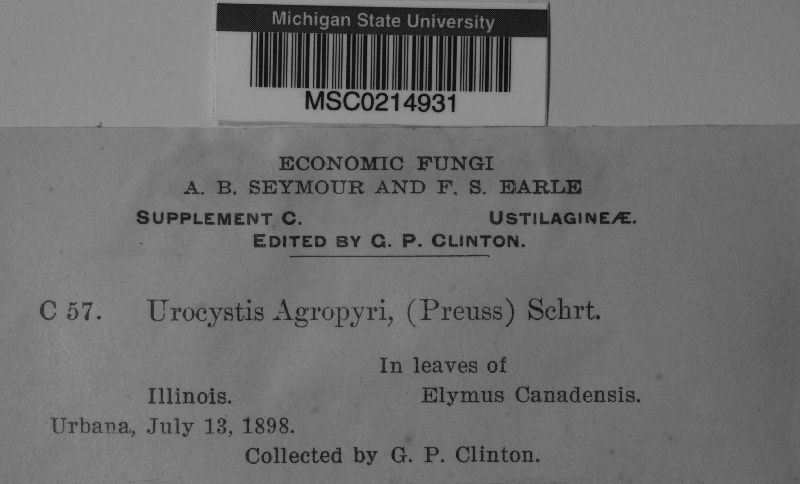 Michigan State University
MSC0214931
ECONOMIC FUNGI
A. B. SEYMOUR AND F. S. EARLE
SUPPLEMENT C. USTILAGINEÆ.
EDITED BY G. P. CLINTON.
C 57. Urocystis Agropyri, (Preuss) Schrt.
In leaves of
Illinois. Elymus Canadensis.
Urbana, July 13, 1898.
Collected by G. P. Clinton.